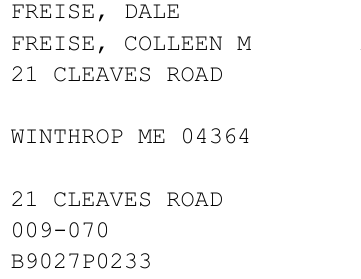 FREISE, DALE
FREISE, COLLEEN M
21 CLEAVES ROAD
WINTHROP ME 04364
21 CLEAVES ROAD
009-070
B9027P0233